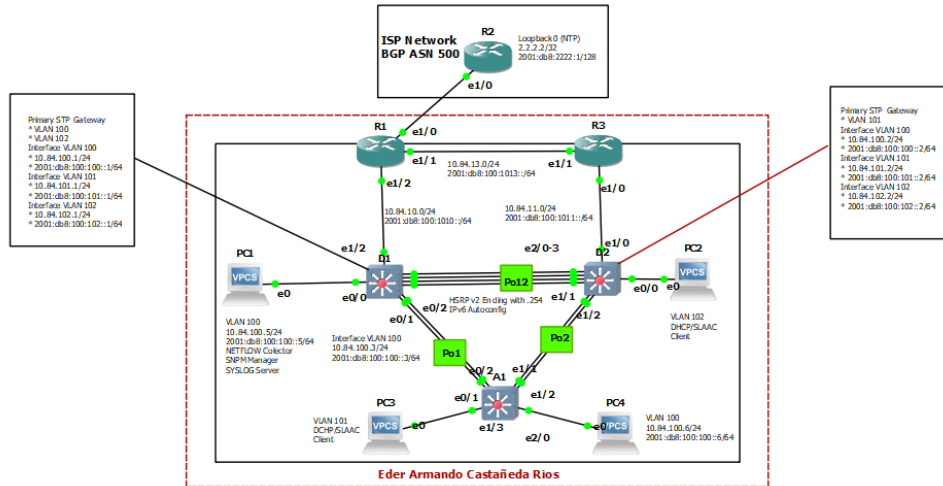 ISP Network
BGP ASN 500
R2
Loopback 0 (NTP)
2.2.2.2/32
2001:db8:2222:1/128
e1/0
Primary STP Gateway
* VLAN 100
* VLAN 102
Interface VLAN 100
* 10.84.100.1/24
* 2001:db8:100:100::1/64
Interface VLAN 101
* 10.84.101.1/24
* 2001:db8:100:101::1/64
Interface VLAN 102
* 10.84.102.1/24
* 2001:db8:100:102::1/64
Primary STP Gateway
* VLAN 101
Interface VLAN 100
* 10.84.100.2/24
* 2001:db8:100:100::2/64
Interface VLAN 101
* 10.84.101.2/24
* 2001:db8:100:101::2/64
Interface VLAN 102
* 10.84.102.2/24
* 2001:db8:100:102::2/64
R1
e1/0
e1/1
e1/2
10.84.13.0/24
2001:db8:100:1013::/64
R3
e1/1
e1/0
10.84.10.0/24
2001:db8:100:1010::/64
10.84.11.0/24
2001:db8:100:1011::/64
e1/2
D1
e2/0-3
e1/0
D2
PC1
VPCS
e0
e0/0
Po12
e1/1
e0/0
e0
PC2
VPCS
HSRP v2 Ending with .254
IPv6 Autoconfig
e0/2
e0/1
e1/2
VLAN 100
10.84.100.5/24
2001:db8:100:100::5/64
NETFLOW Colector
SNPM Manager
SYSLOG Server
VLAN 102
DHCP/SLAAC
Client
Interface VLAN 100
10.84.100.3/24
2001:db8:100:100::3/64
Po1
Po2
e0/2
A1
e1/1
e0/1
e1/2
e1/3
e2/0
PC3
VPCS
e0
VLAN 101
DCHP/SLAAC
Client
PC4
VPCS
e0
VLAN 100
10.84.100.6/24
2001:db8:100:100::6/64
Eder Armando Castañeda Rios